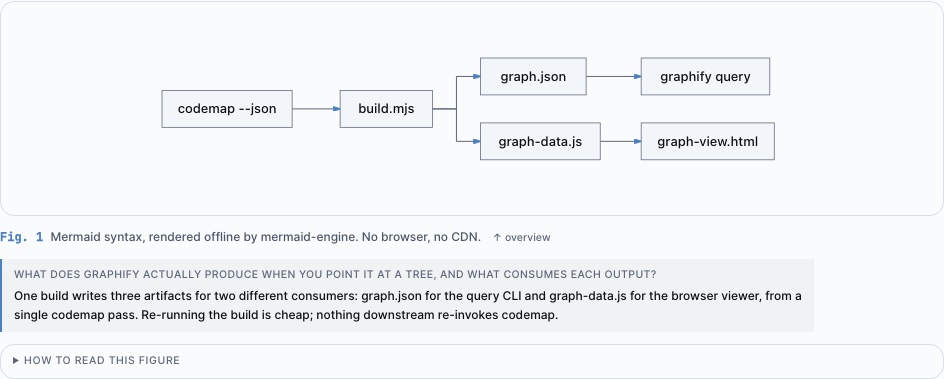 codemap --json
build.mjs
graph.json
graphify query
graph-data.js
graph-view.html
Fig. 1 Mermaid syntax, rendered offline by mermaid-engine. No browser, no CDN. ↑ overview
WHAT DOES GRAPHIFY ACTUALLY PRODUCE WHEN YOU POINT IT AT A TREE, AND WHAT CONSUMES EACH OUTPUT?
One build writes three artifacts for two different consumers: graph.json for the query CLI and graph-data.js for the browser viewer, from a
single codemap pass. Re-running the build is cheap; nothing downstream re-invokes codemap.
▶ HOW TO READ THIS FIGURE